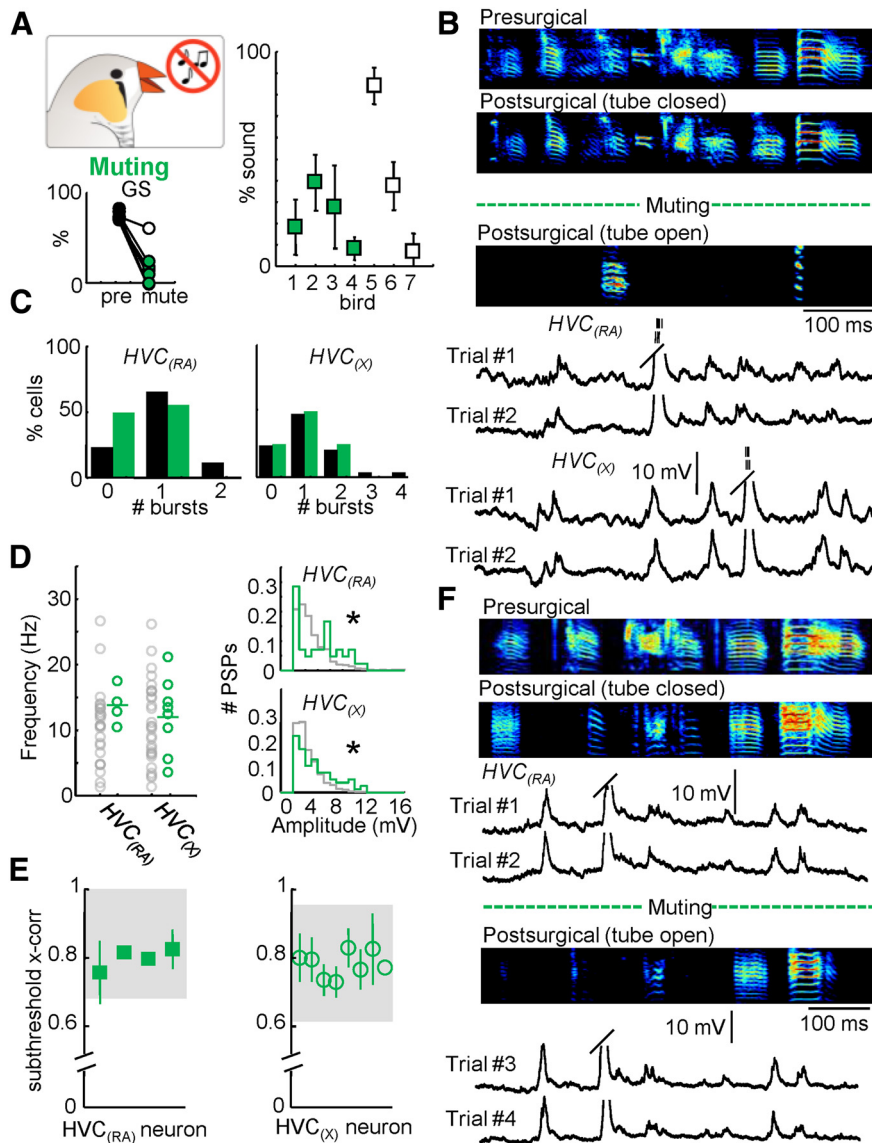 A
Muting
GS
100
%
0
pre mute
100
% sound
0
1 2 3 4 5 6 7
bird
B
Presurgical
Postsurgical (tube closed)
Muting
Postsurgical (tube open)
100 ms
HVC(RA)
Trial #1
Trial #2
HVC(X)
10 mV
Trial #1
Trial #2
C
100
50
0
% cells
HVC(RA)
0 1 2
# bursts
HVC(X)
0 1 2 3 4
# bursts
D
30
20
10
0
Frequency (Hz)
HVC(RA)
HVC(X)
# PSPs
0.3
0.2
0.1
0
HVC(RA)
*
0.3
0.2
0.1
0
HVC(X)
*
0 4 8 12 16
Amplitude (mV)
E
subthreshold x-corr
1
0.8
0.6
0
HVC(RA) neuron
1
0.8
0.6
0
HVC(X) neuron
F
Presurgical
Postsurgical (tube closed)
HVC(RA)
Trial #1
10 mV
Trial #2
Muting
Postsurgical (tube open)
10 mV
100 ms
Trial #3
Trial #4